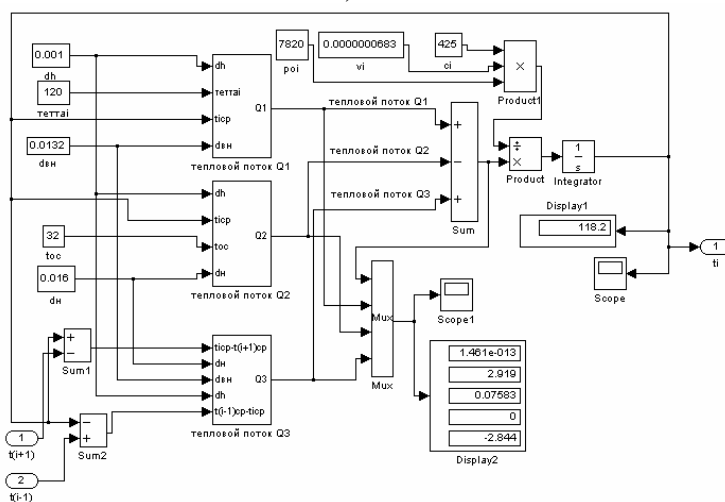 0.001
dh
120
теттаi
0.0132
dвн
32
toc
0.016
dн
dh
теттаi
ticp
dвн
Q1
тепловой поток Q1
dh
ticp
toc
dн
Q2
тепловой поток Q2
ticp-t(i+1)cp
dн
dвн
dh
t(i-1)cp-ticp
Q3
тепловой поток Q3
7820
poi
0.0000000683
vi
425
ci
×
Product1
тепловой поток Q1
тепловой поток Q2
тепловой поток Q3
+
−
+
Sum
÷
×
Product
1
s
Integrator
Display1
118.2
1
ti
Scope
Mux
Mux
Scope1
1.461e-013
2.919
0.07583
0
-2.844
Display2
+
−
Sum1
−
+
Sum2
1
t(i+1)
2
t(i-1)